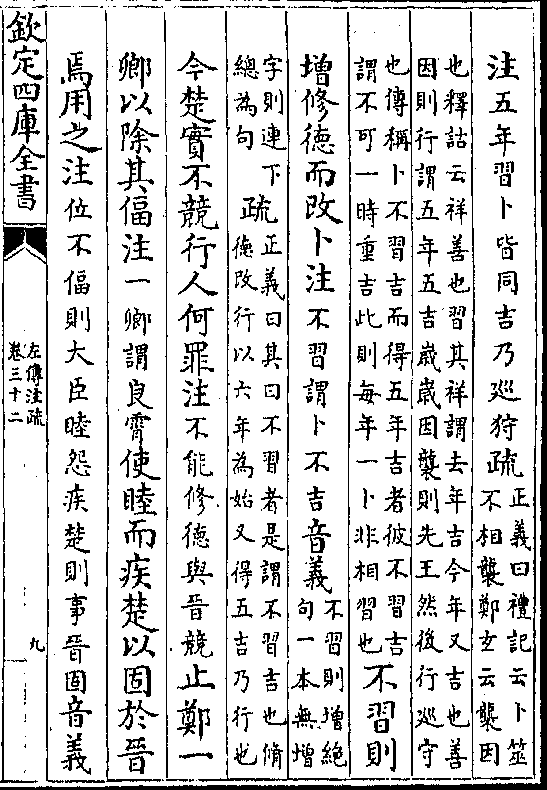 注五年習卜皆同吉乃廵狩疏正義曰禮記云卜筮
不相襲鄭玄云襲因
也釋詁云祥善也習其祥謂去年吉今年又吉也善
因則行謂五年五吉嵗嵗因襲則先王然後行廵守
也傳稱卜不習吉而得五年吉者彼不習吉
謂不可一時重吉此則每年一卜非相習也不習則
增修德而改卜注不習謂卜不吉音義不習則增絶
句一本無增
字則連下
總為句疏正義曰其曰不習者是謂不習吉也脩
德改行以六年為始又得五吉乃行也
今楚實不競行人何罪注不能修德與晉競止鄭一
卿以除其偪注一卿謂良霄使睦而疾楚以固於晉
焉用之注位不偪則大臣睦怨疾楚則事晉固音義
欽定四庫全書
左傳注疏
卷三十二
九